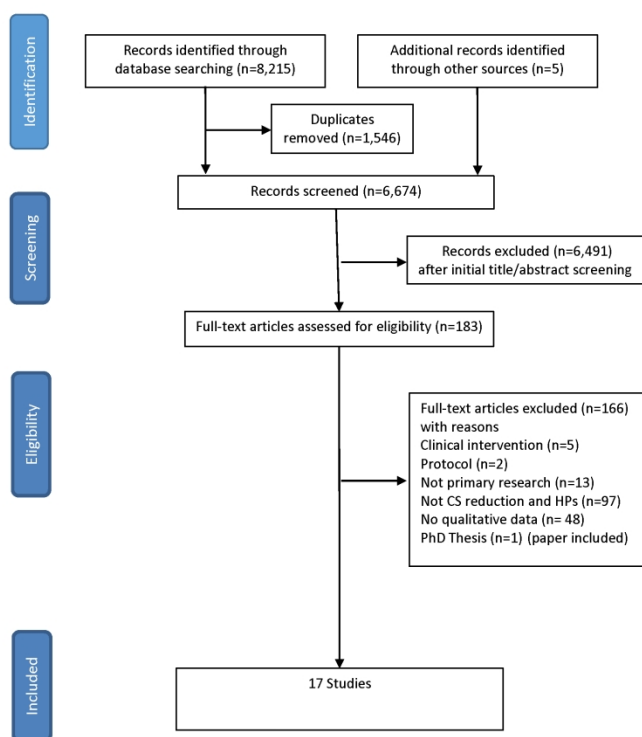 Identification
Records identified through
database searching (n=8,215)
Additional records identified
through other sources (n=5)
Duplicates
removed (n=1,546)
Records screened (n=6,674)
Screening
Records excluded (n=6,491)
after initial title/abstract screening
Full-text articles assessed for eligibility (n=183)
Eligibility
Full-text articles excluded (n=166)
with reasons
Clinical intervention (n=5)
Protocol (n=2)
Not primary research (n=13)
Not CS reduction and HPs (n=97)
No qualitative data (n= 48)
PhD Thesis (n=1) (paper included)
Included
17 Studies